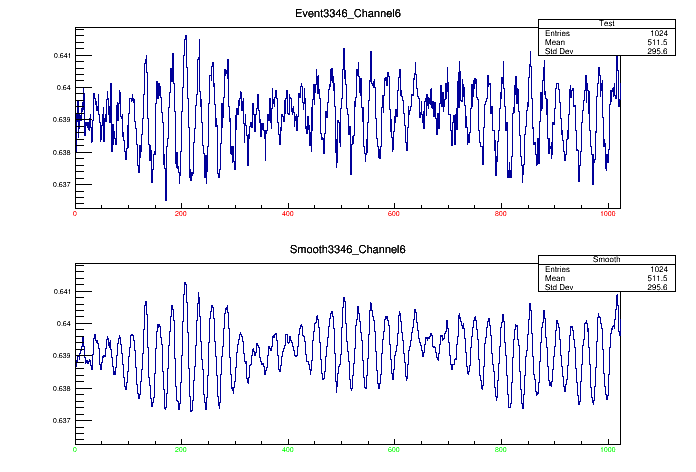 Event3346_Channel6
Test
Entries 1024
Mean 511.5
Std Dev 295.6
0.641
0.64
0.639
0.638
0.637
0 200 400 600 800 1000
Smooth3346_Channel6
Smooth
Entries 1024
Mean 511.5
Std Dev 295.6
0.641
0.64
0.639
0.638
0.637
0 200 400 600 800 1000